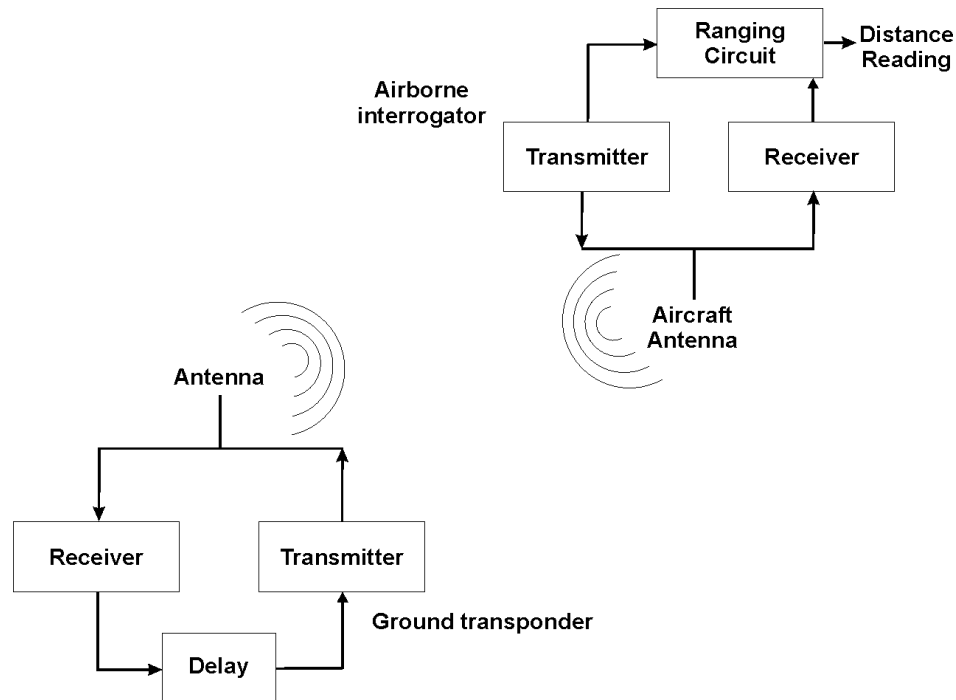 Ranging
Circuit
Distance
Reading
Airborne
interrogator
Transmitter
Receiver
Aircraft
Antenna
Antenna
Receiver
Transmitter
Ground transponder
Delay